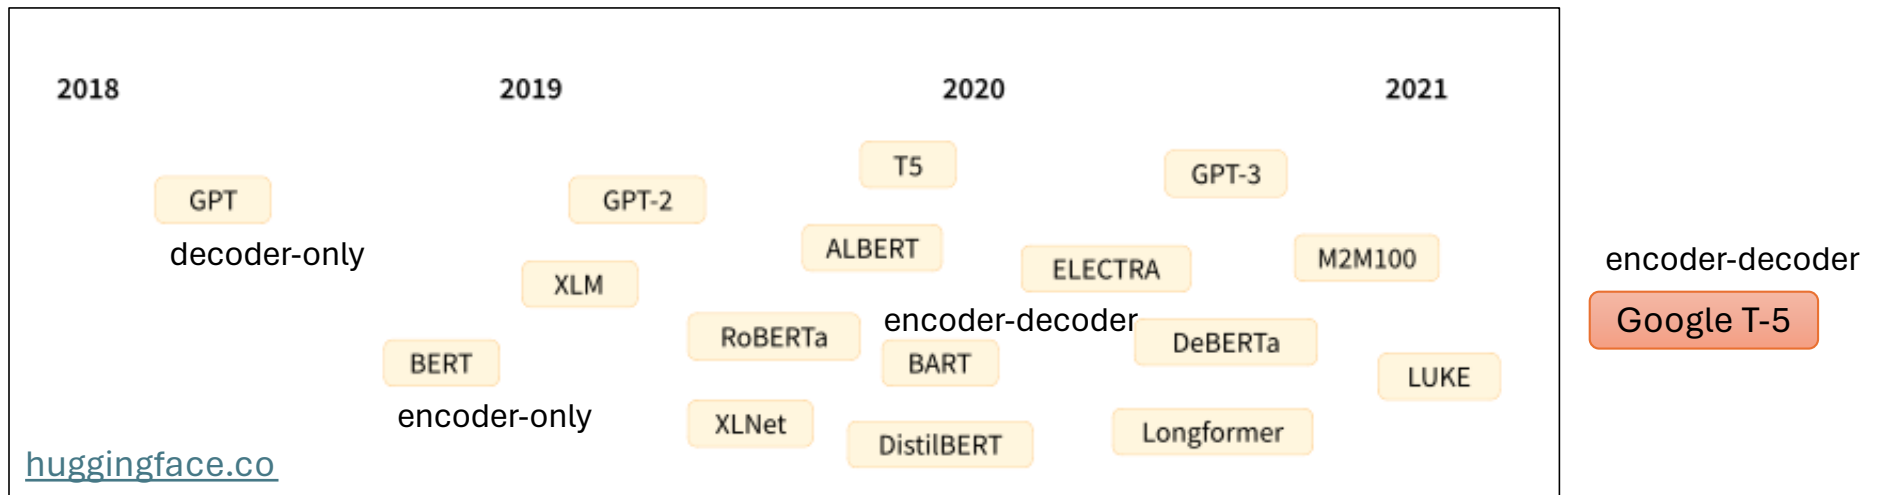 2018 2019 2020 2021
T5
GPT-3
GPT
GPT-2
decoder-only
ALBERT
ELECTRA
M2M100
encoder-decoder
XLM
RoBERTa
encoder-decoder
Google T-5
BERT
BART
DeBERTa
LUKE
encoder-only
XLNet
DistilBERT
Longformer
huggingface.co